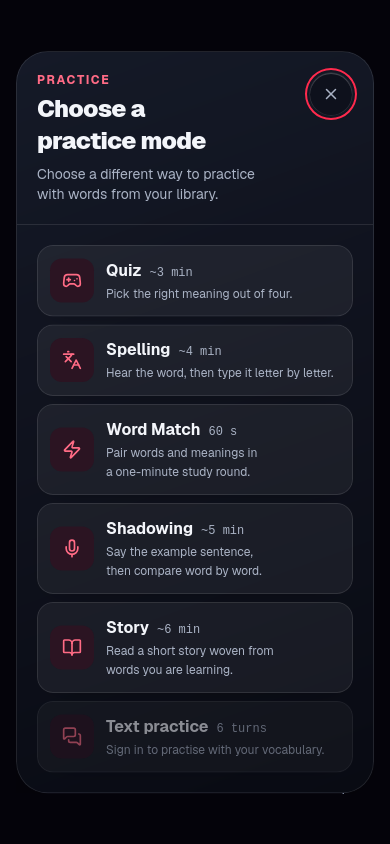 PRACTICE
Choose a
practice mode
Choose a different way to practice
with words from your library.
Quiz ~3 min
Pick the right meaning out of four.
Spelling ~4 min
Hear the word, then type it letter by letter.
Word Match 60 s
Pair words and meanings in
a one-minute study round.
Shadowing ~5 min
Say the example sentence,
then compare word by word.
Story ~6 min
Read a short story woven from
words you are learning.
Text practice 6 turns
Sign in to practise with your vocabulary.